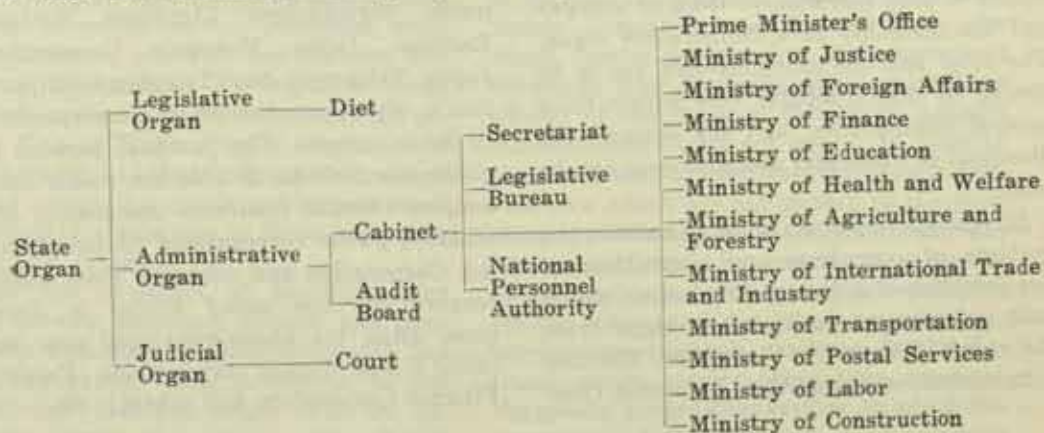 State
Organ
Legislative
Organ
Diet
Administrative
Organ
Cabinet
Audit
Board
Judicial
Organ
Court
Secretariat
Legislative
Bureau
National
Personnel
Authority
Prime Minister's Office
Ministry of Justice
Ministry of Foreign Affairs
Ministry of Finance
Ministry of Education
Ministry of Health and Welfare
Ministry of Agriculture and
Forestry
Ministry of International Trade
and Industry
Ministry of Transportation
Ministry of Postal Services
Ministry of Labor
Ministry of Construction